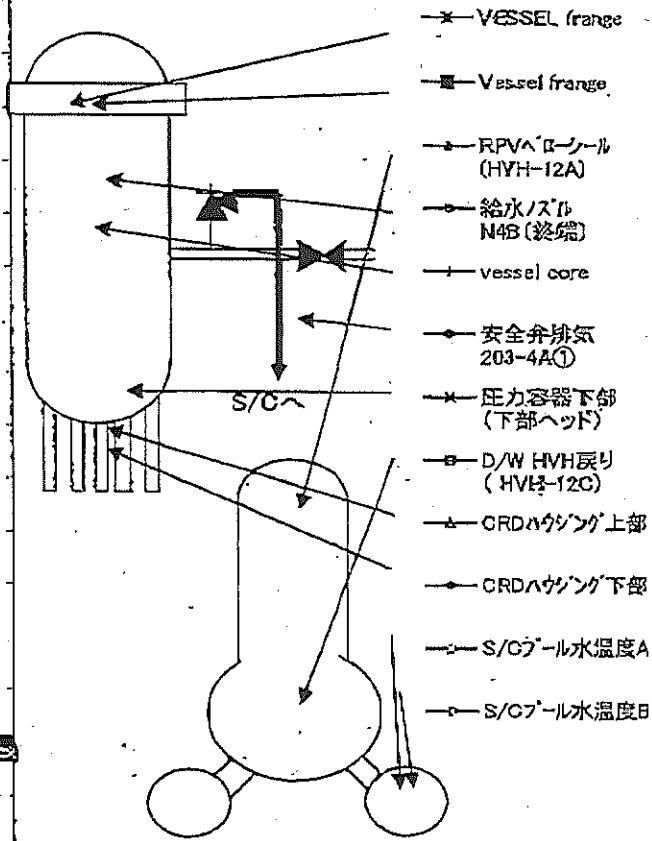 VESSEL frange
Vessel frange
RPVベローシール
(HVH-12A)
給水ノズル
N4B (終端)
vessel core
安全弁排気
203-4A①
圧力容器下部
(下部ヘッド)
D/W HVH戻り
(HVH-12C)
CRDハウジング上部
CRDハウジング下部
S/Cプール水温度A
S/Cプール水温度B
S/Cへ